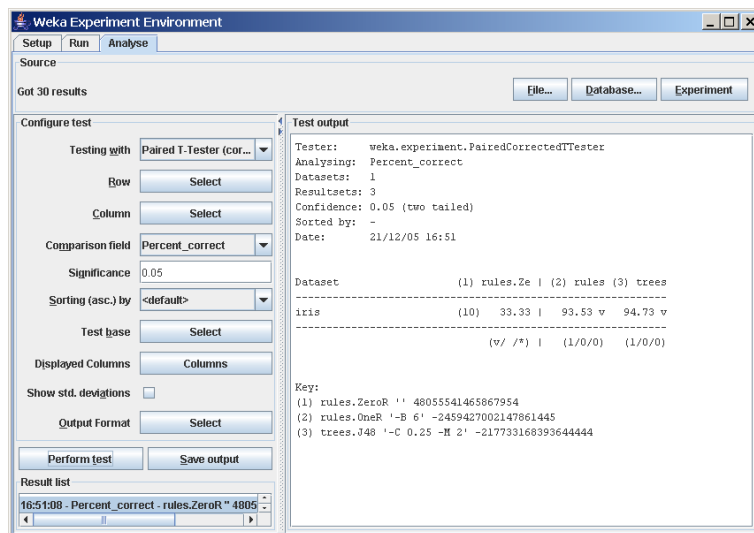 Weka Experiment Environment
Setup Run Analyse
Source
Got 30 results
File... Database... Experiment
Configure test
Testing with Paired T-Tester (cor...
Row Select
Column Select
Comparison field Percent_correct
Significance 0.05
Sorting (asc.) by <default>
Test base Select
Displayed Columns Columns
Show std. deviations
Output Format Select
Perform test Save output
Result list
16:51:08 - Percent_correct - rules.ZeroR '' 4805
Test output
Tester: weka.experiment.PairedCorrectedTTester
Analysing: Percent_correct
Datasets: 1
Resultsets: 3
Confidence: 0.05 (two tailed)
Sorted by: -
Date: 21/12/05 16:51
Dataset (1) rules.Ze | (2) rules (3) trees
--------------------------------------------------------------
iris (10) 33.33 | 93.53 v 94.73 v
--------------------------------------------------------------
(v/ /*) | (1/0/0) (1/0/0)
Key:
(1) rules.ZeroR '' 48055541465867954
(2) rules.OneR '-B 6' -2459427002147861445
(3) trees.J48 '-C 0.25 -M 2' -217733168393644444